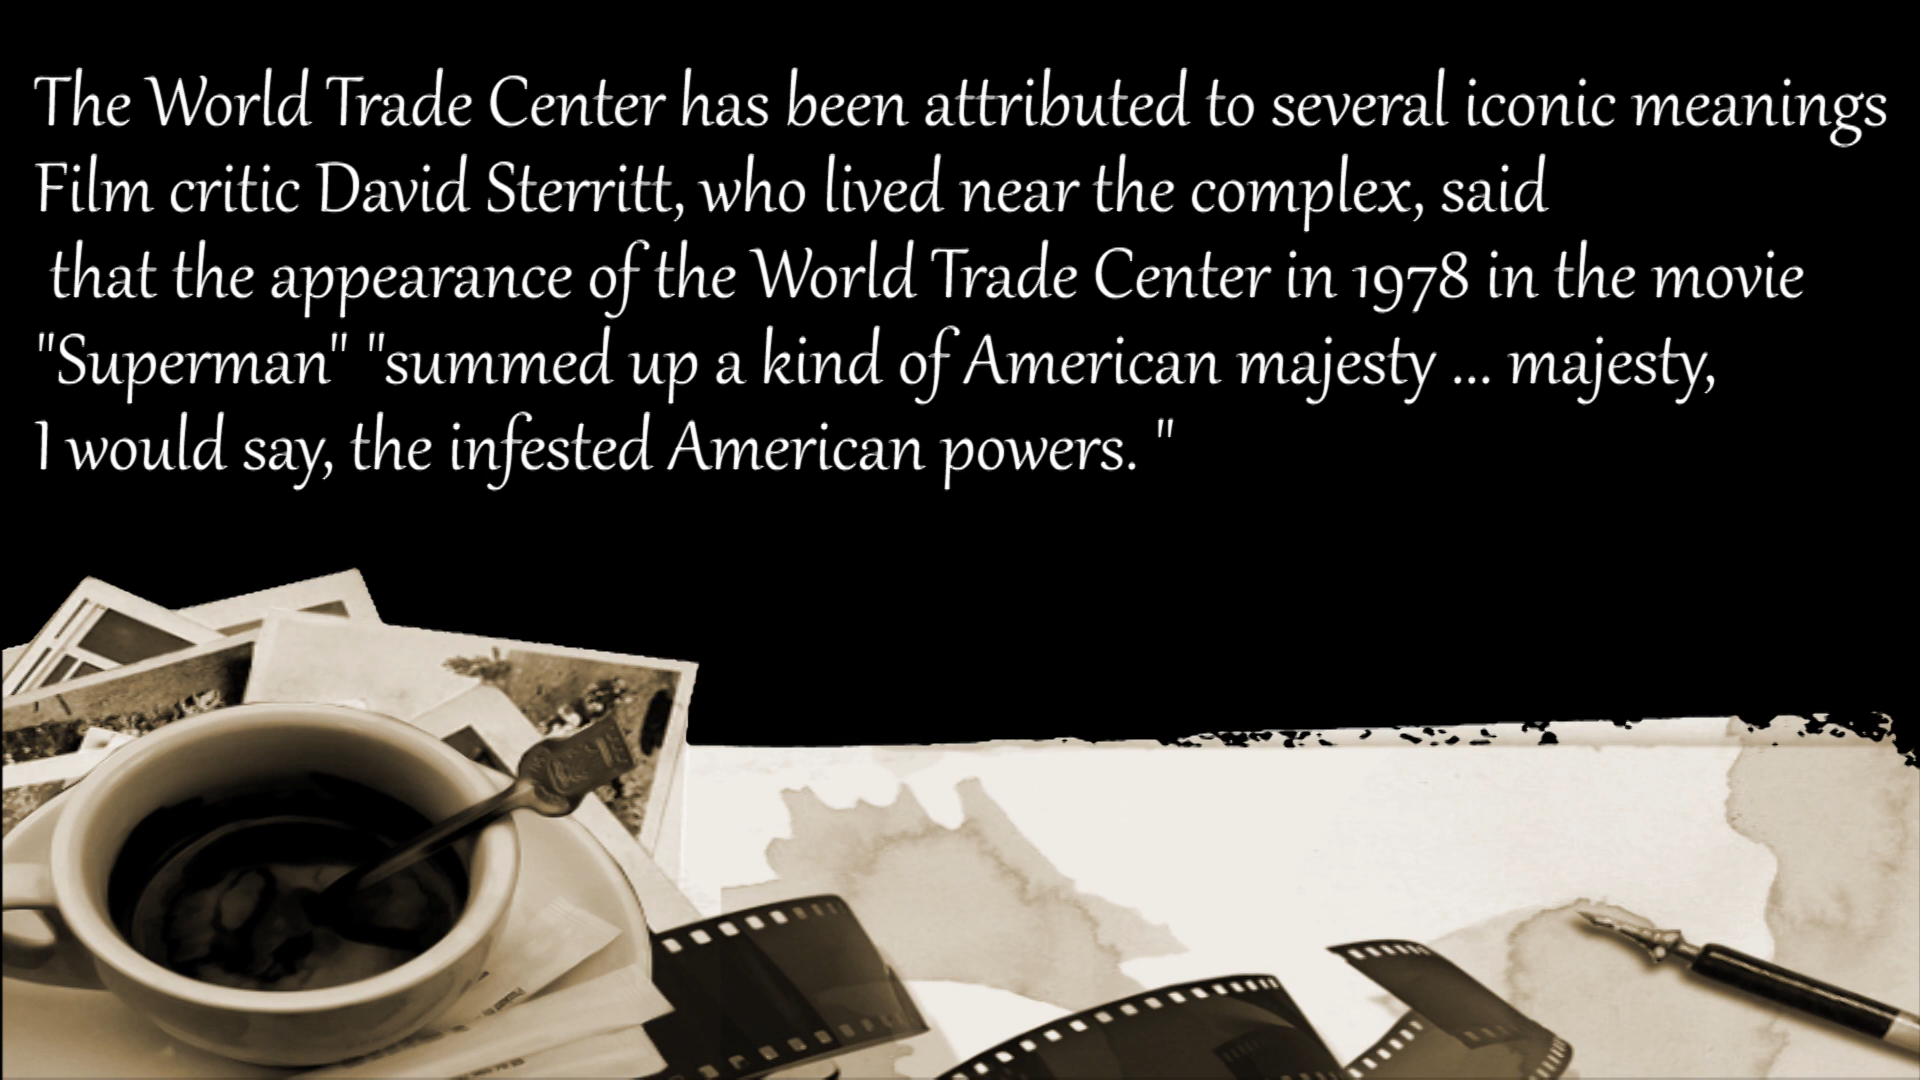 The World Trade Center has been attributed to several iconic meanings
Film critic David Sterritt, who lived near the complex, said
that the appearance of the World Trade Center in 1978 in the movie
"Superman" "summed up a kind of American majesty ... majesty,
I would say, the infested American powers. "